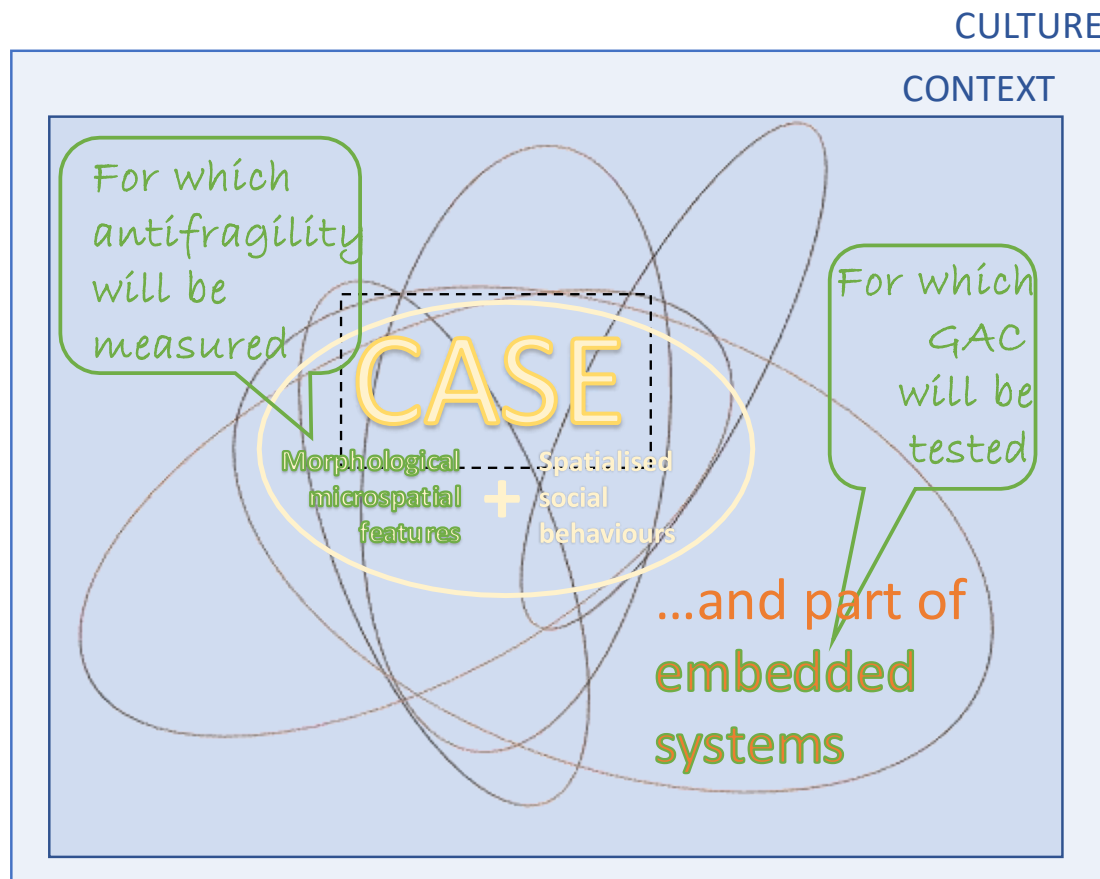 CULTURE
CONTEXT
For which
antifragility
will be
measured
For which
GAC
will be
tested
CASE
Morphological
microspatial
features
+
Spatialised
social
behaviours
...and part of
embedded
systems